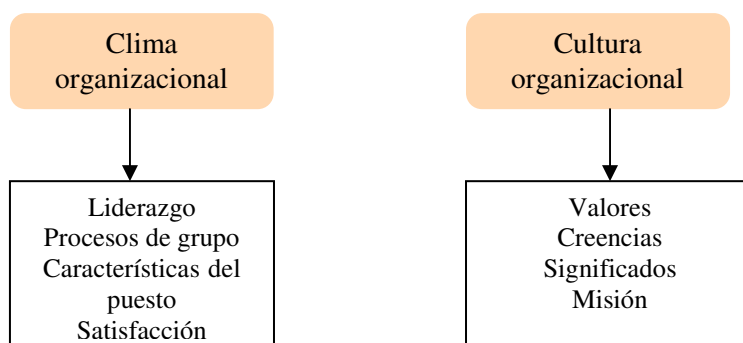 Clima
organizacional
Liderazgo
Procesos de grupo
Características del
puesto
Satisfacción
Cultura
organizacional
Valores
Creencias
Significados
Misión